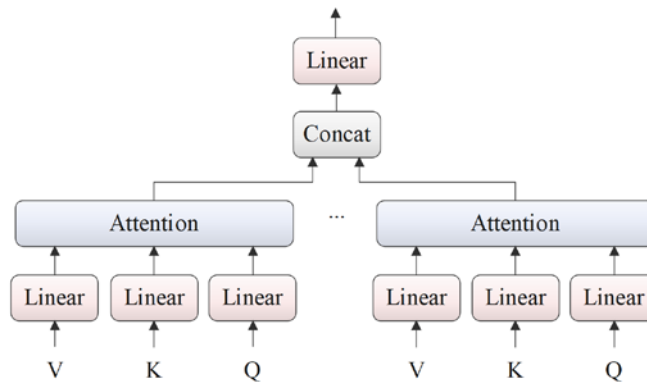 Linear
Concat
Attention ... Attention
Linear Linear Linear Linear Linear Linear
V K Q V K Q